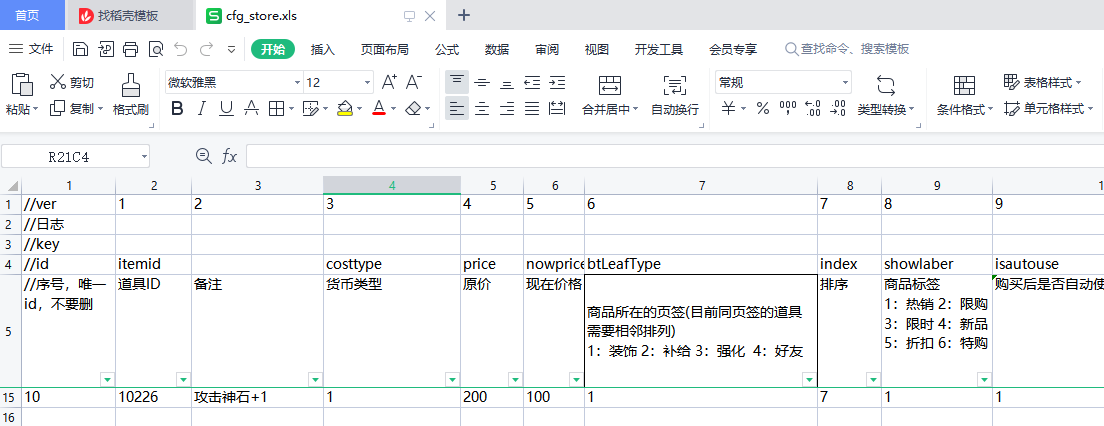 首页 找稻壳模板 cfg_store.xls
文件 开始 插入 页面布局 公式 数据 审阅 视图 开发工具 会员专享 查找命令、搜索模板
剪切 微软雅黑 12 常规 表格样式
粘贴 复制 格式刷 B I U A 合并居中 自动换行 类型转换 条件格式 单元格样式
R21C4 fx
1 2 3 4 5 6 7 8 9 1
1 //ver 1 2 3 4 5 6 7 8 9
2 //日志
3 //key
4 //id itemid costtype price nowprice btLeafType index showlaber isautouse
//序号，唯一 道具ID 备注 货币类型 原价 现在价格 排序 商品标签 购买后是否自动使
id，不要删 商品所在的页签(目前同页签的道具 1：热销 2：限购
5 需要相邻排列) 3：限时 4：新品
1：装饰 2：补给 3：强化 4：好友 5：折扣 6：特购
15 10 10226 攻击神石+1 1 200 100 1 7 1 1
16